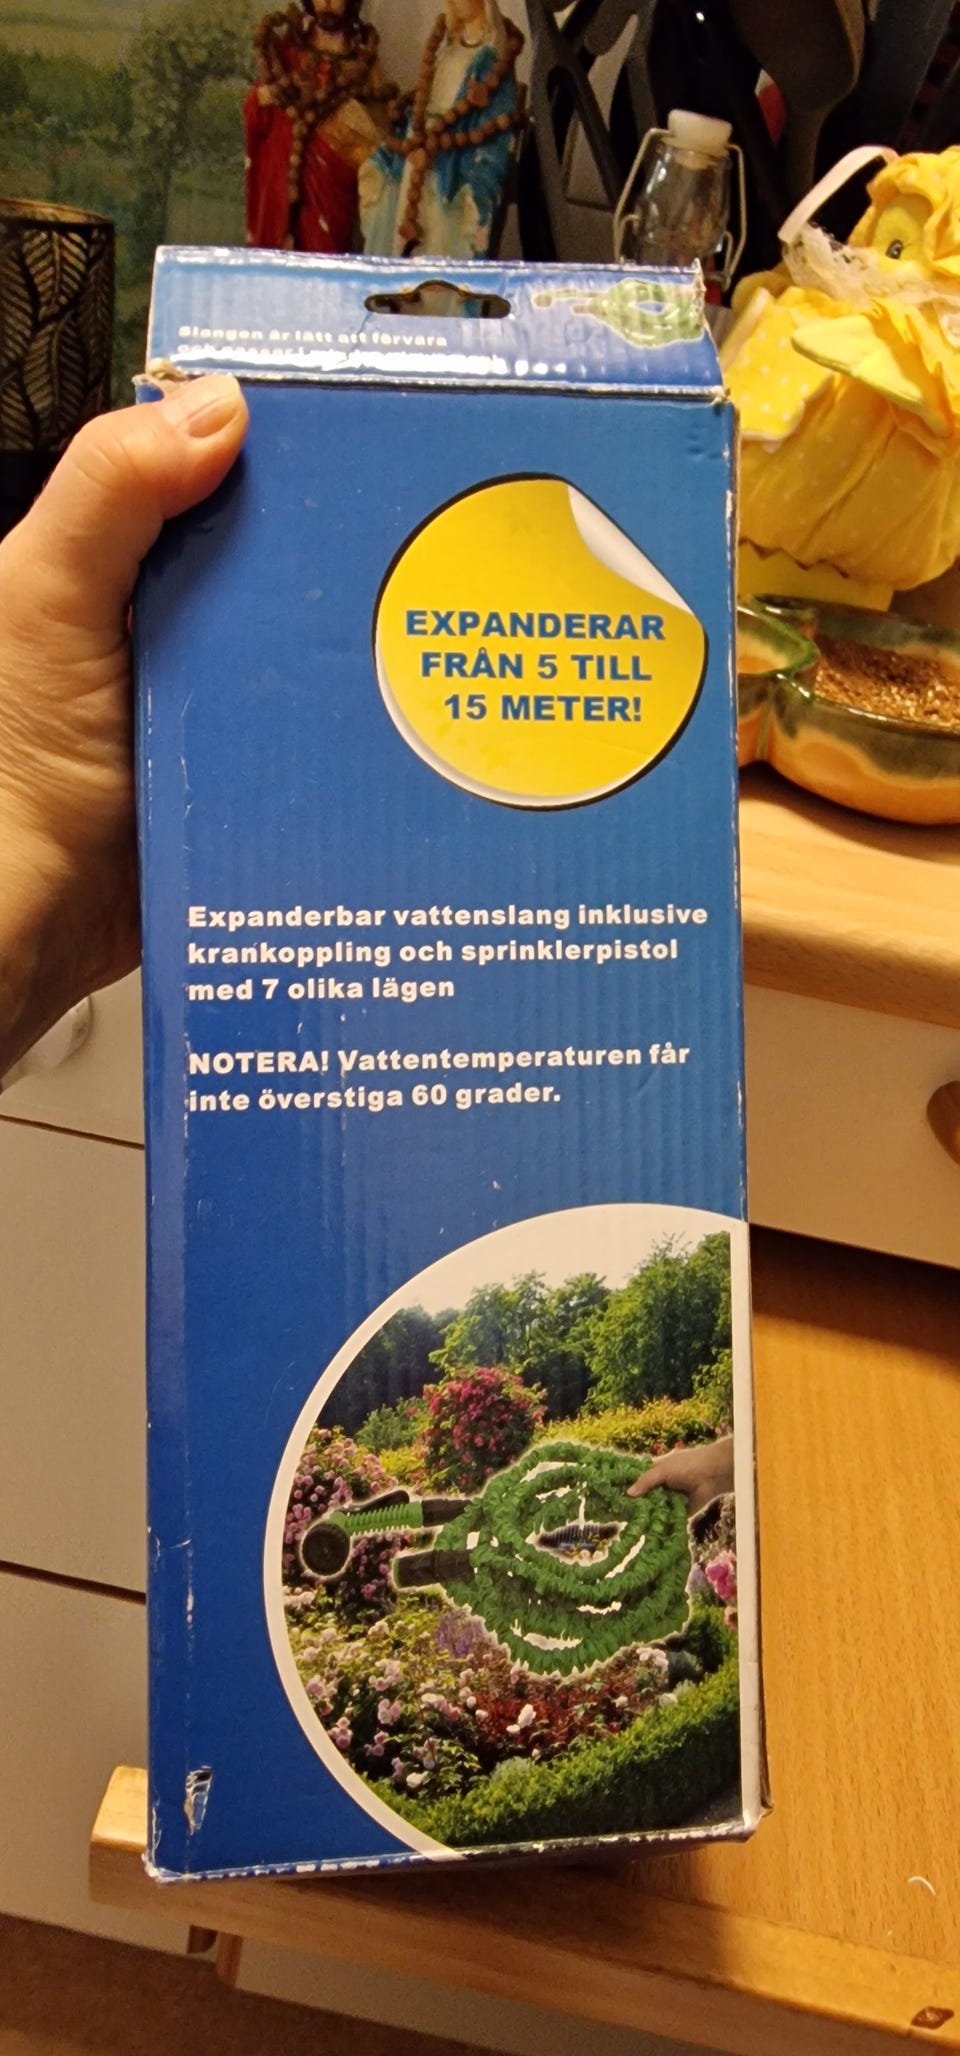 Slangen är lätt att förvara
EXPANDERAR
FRÅN 5 TILL
15 METER!
Expanderbar vattenslang inklusive
krankoppling och sprinklerpistol
med 7 olika lägen
NOTERA! Vattentemperaturen får
inte överstiga 60 grader.